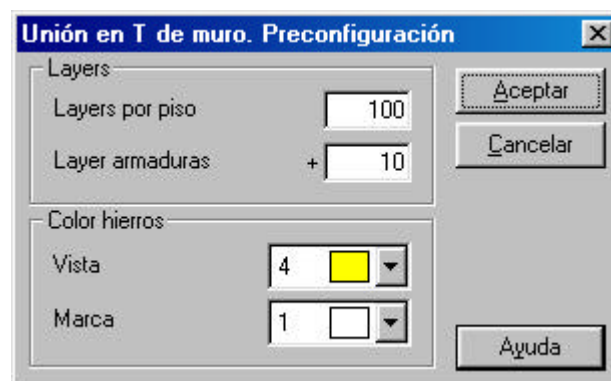 Unión en T de muro. Preconfiguración
Layers
Layers por piso 100
Layer armaduras + 10
Aceptar
Cancelar
Color hierros
Vista 4
Marca 1
Ayuda